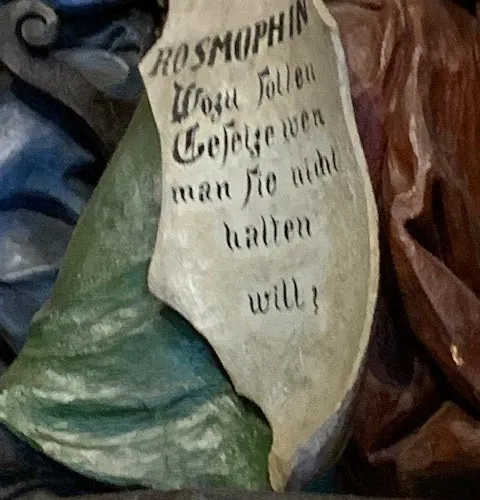 ROSMOPHIN
Wozu sollen
Gesetze wen
man sie nicht
halten
will?